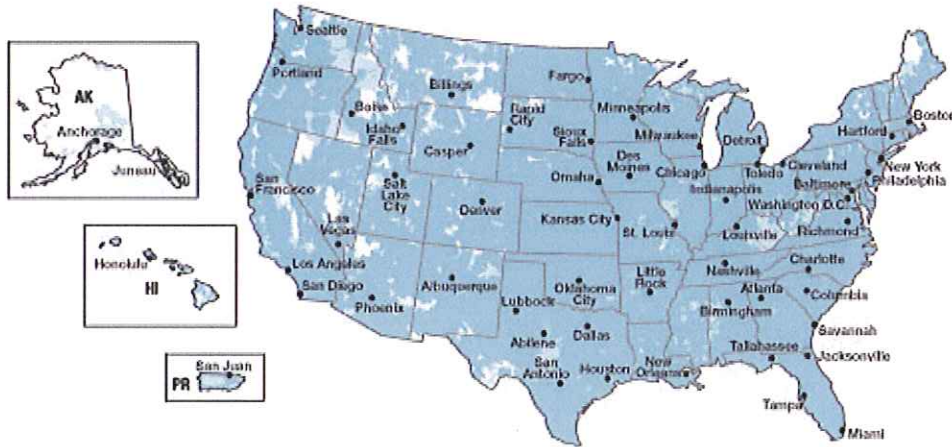 Seattle
Portland
AK
Anchorage
Juneau
Billings
Fargo
Boise
Idaho
Falls
Rapid
City
Minneapolis
Boston
Casper
Sioux
Falls
Milwaukee
Detroit
Hartford
San
Francisco
Salt
Lake
City
Omaha
Des
Moines
Chicago
Toledo
Cleveland
New York
Indianapolis
Baltimore
Philadelphia
Las
Vegas
Denver
Kansas City
Washington D.C.
St. Louis
Louisville
Richmond
Honolulu
HI
Los Angeles
San Diego
Phoenix
Albuquerque
Lubbock
Oklahoma
City
Little
Rock
Nashville
Charlotte
Atlanta
Columbia
Birmingham
Abilene
Dallas
Savannah
San Juan
PR
San
Antonio
Houston
New
Orleans
Tallahassee
Jacksonville
Tampa
Miami